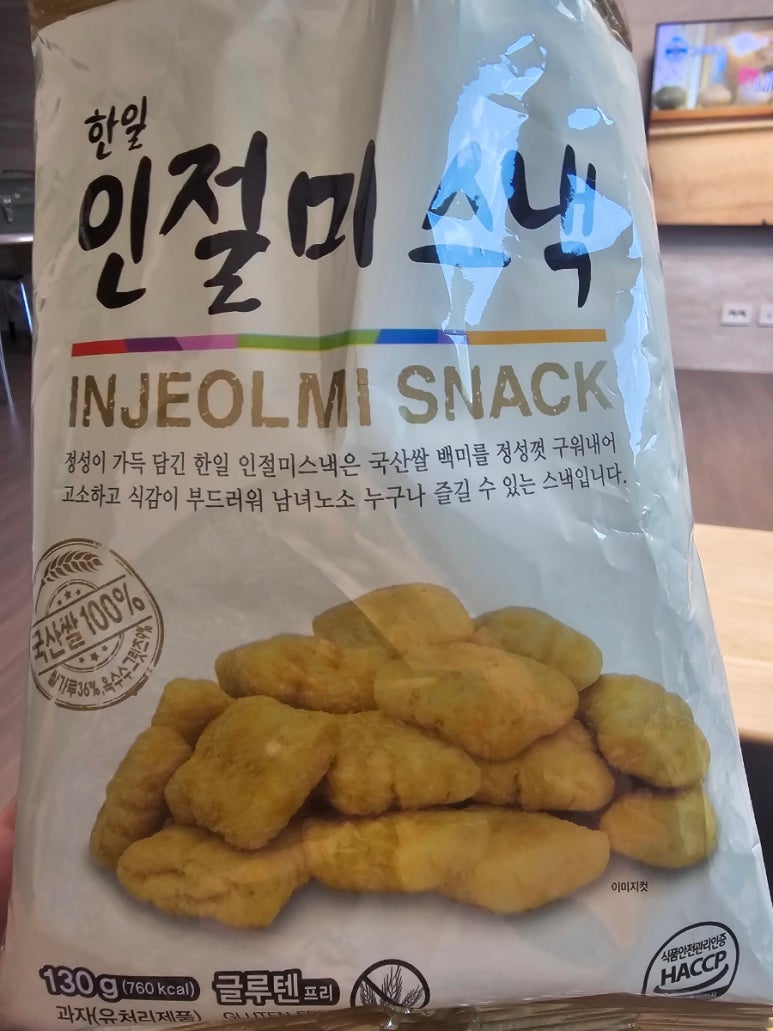 한일
인절미 스낵
INJEOLMI SNACK
정성이 가득 담긴 한일 인절미스낵은 국산쌀 백미를 정성껏 구워내어
고소하고 식감이 부드러워 남녀노소 누구나 즐길 수 있는 스낵입니다.
국산쌀 100%
쌀가루36%, 옥수수그릿츠
이미지컷
130g (760 kcal)
글루텐 프리
과자(유처리제품)
GLUTEN
식품안전관리인증
HACCP